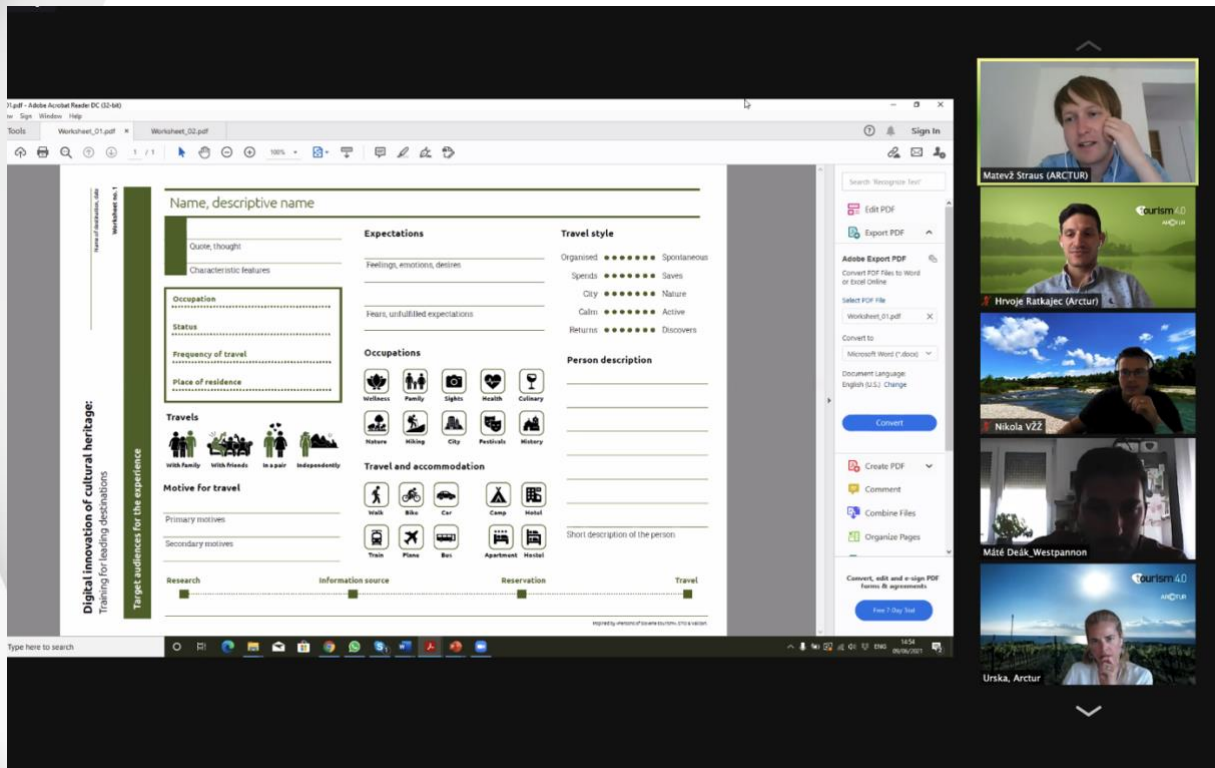 01.pdf - Adobe Acrobat Reader DC (32-bit)
Sign Window Help
Tools Worksheet_01.pdf × Worksheet_02.pdf Sign In
1 / 1 100%
Name of destination, date
Worksheet no. 1
Digital innovation of cultural heritage:
Training for leading destinations
Target audiences for the experience
Name, descriptive name
Quote, thought
Characteristic features
Occupation
Status
Frequency of travel
Place of residence
Travels
With family With friends In a pair Independently
Motive for travel
Primary motives
Secondary motives
Expectations
Feelings, emotions, desires
Fears, unfulfilled expectations
Occupations
Wellness Family Sights Health Culinary
Nature Hiking City Festivals History
Travel and accommodation
Walk Bike Car Camp Hotel
Train Plane Bus Apartment Hostel
Travel style
Organised Spontaneous
Spends Saves
City Nature
Calm Active
Returns Discovers
Person description
Short description of the person
Research Information source Reservation Travel
Search 'Recognize Text'
Edit PDF
Export PDF
Adobe Export PDF
Convert PDF Files to Word
or Excel Online
Select PDF File
Worksheet_01.pdf ×
Convert to
Microsoft Word (*.docx)
Document Language:
English (U.S.) Change
Convert
Create PDF
Comment
Combine Files
Organize Pages
Convert, edit and e-sign PDF
forms & agreements
Free 7-Day Trial
Type here to search
ENG
14:54
09/06/2021
Matevž Straus (ARCTUR)
Tourism 4.0
ARCTUR
Hrvoje Ratkajec (Arctur)
Nikola VŽŽ
Máté Deák_Westpannon
Tourism 4.0
ARCTUR
Urska, Arctur